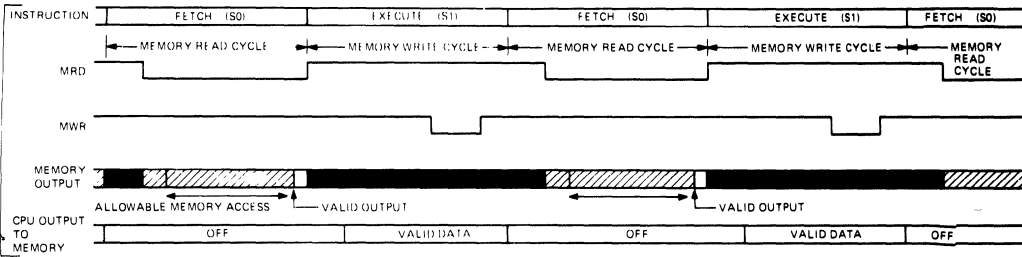 INSTRUCTION FETCH (S0) EXECUTE (S1) FETCH (S0) EXECUTE (S1) FETCH (S0)
MEMORY READ CYCLE MEMORY WRITE CYCLE MEMORY READ CYCLE MEMORY WRITE CYCLE MEMORY
READ
CYCLE
MRD
MWR
MEMORY
OUTPUT
ALLOWABLE MEMORY ACCESS VALID OUTPUT VALID OUTPUT
CPU OUTPUT
TO
MEMORY
OFF VALID DATA OFF VALID DATA OFF